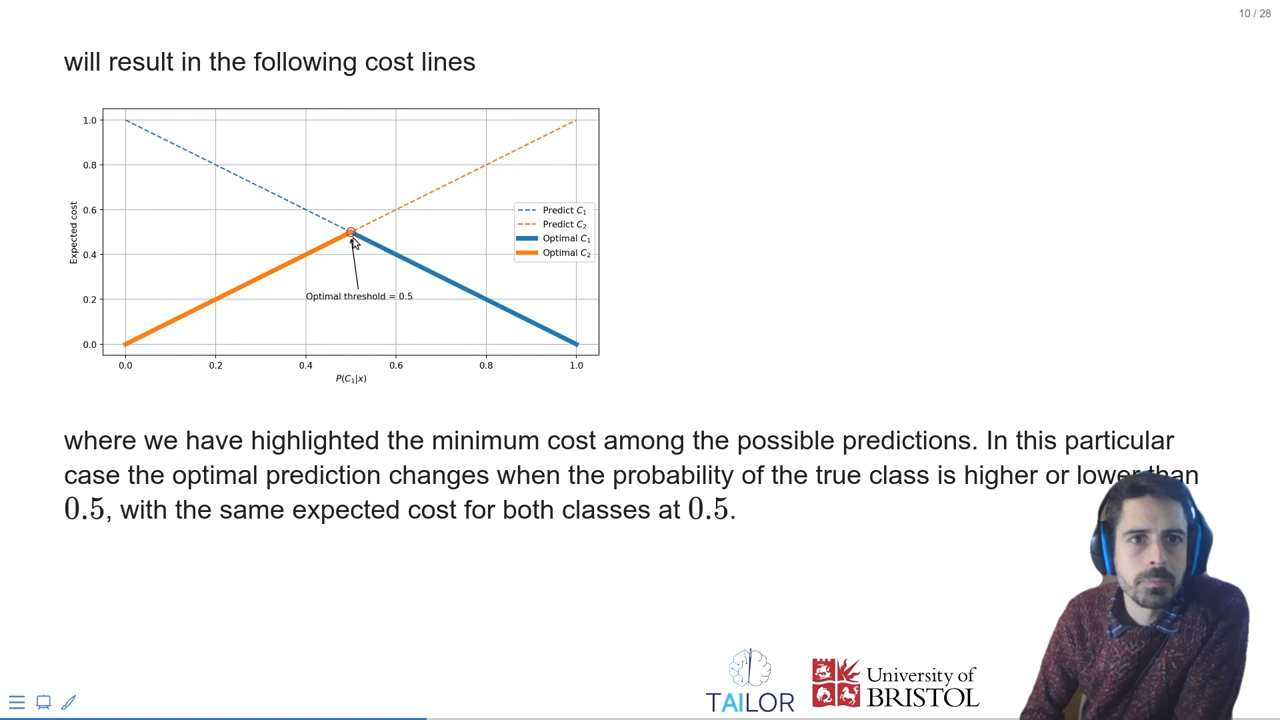 10 / 28
will result in the following cost lines
1.0
0.8
0.6
0.4
0.2
0.0
Expected cost
Predict C1
Predict C2
Optimal C1
Optimal C2
Optimal threshold = 0.5
0.0 0.2 0.4 0.6 0.8 1.0
P(C1|x)
where we have highlighted the minimum cost among the possible predictions. In this particular
case the optimal prediction changes when the probability of the true class is higher or lower than
0.5, with the same expected cost for both classes at 0.5.
TAILOR
University of
BRISTOL